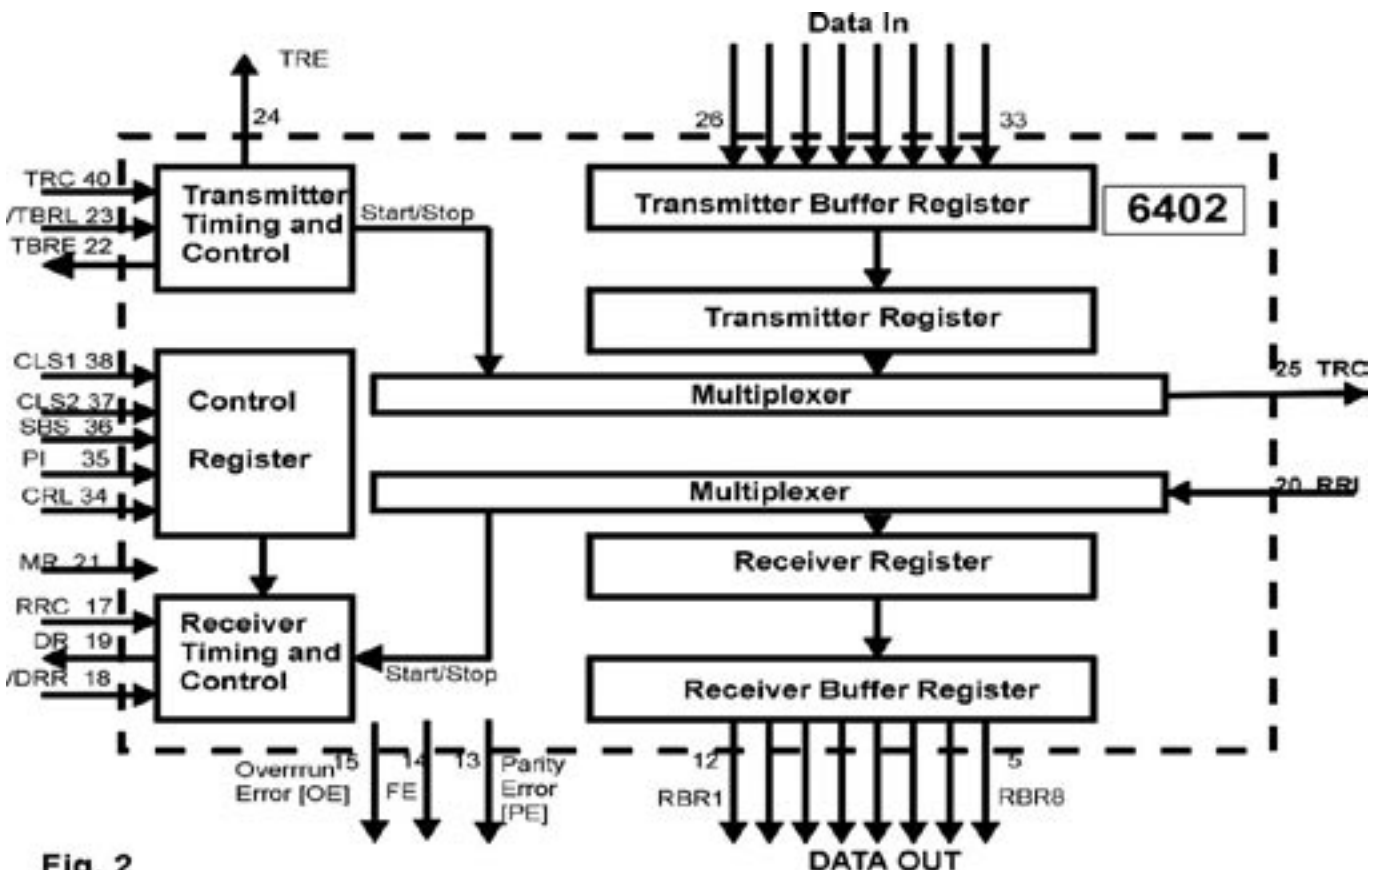 Data In
TRE
24
26
33
TRC 40
/TBRL 23
TBRE 22
Transmitter
Timing and
Control
Start/Stop
Transmitter Buffer Register
6402
Transmitter Register
CLS1 38
CLS2 37
SBS 36
PI 35
CRL 34
Control
Register
Multiplexer
25 TRC
Multiplexer
20 RRI
MR 21
Receiver Register
RRC 17
DR 19
/DRR 18
Receiver
Timing and
Control
Start/Stop
Receiver Buffer Register
15
14
13
Overrrun
Error [OE]
FE
Parity
Error
[PE]
12
5
RBR1
RBR8
DATA OUT
Fig. 2